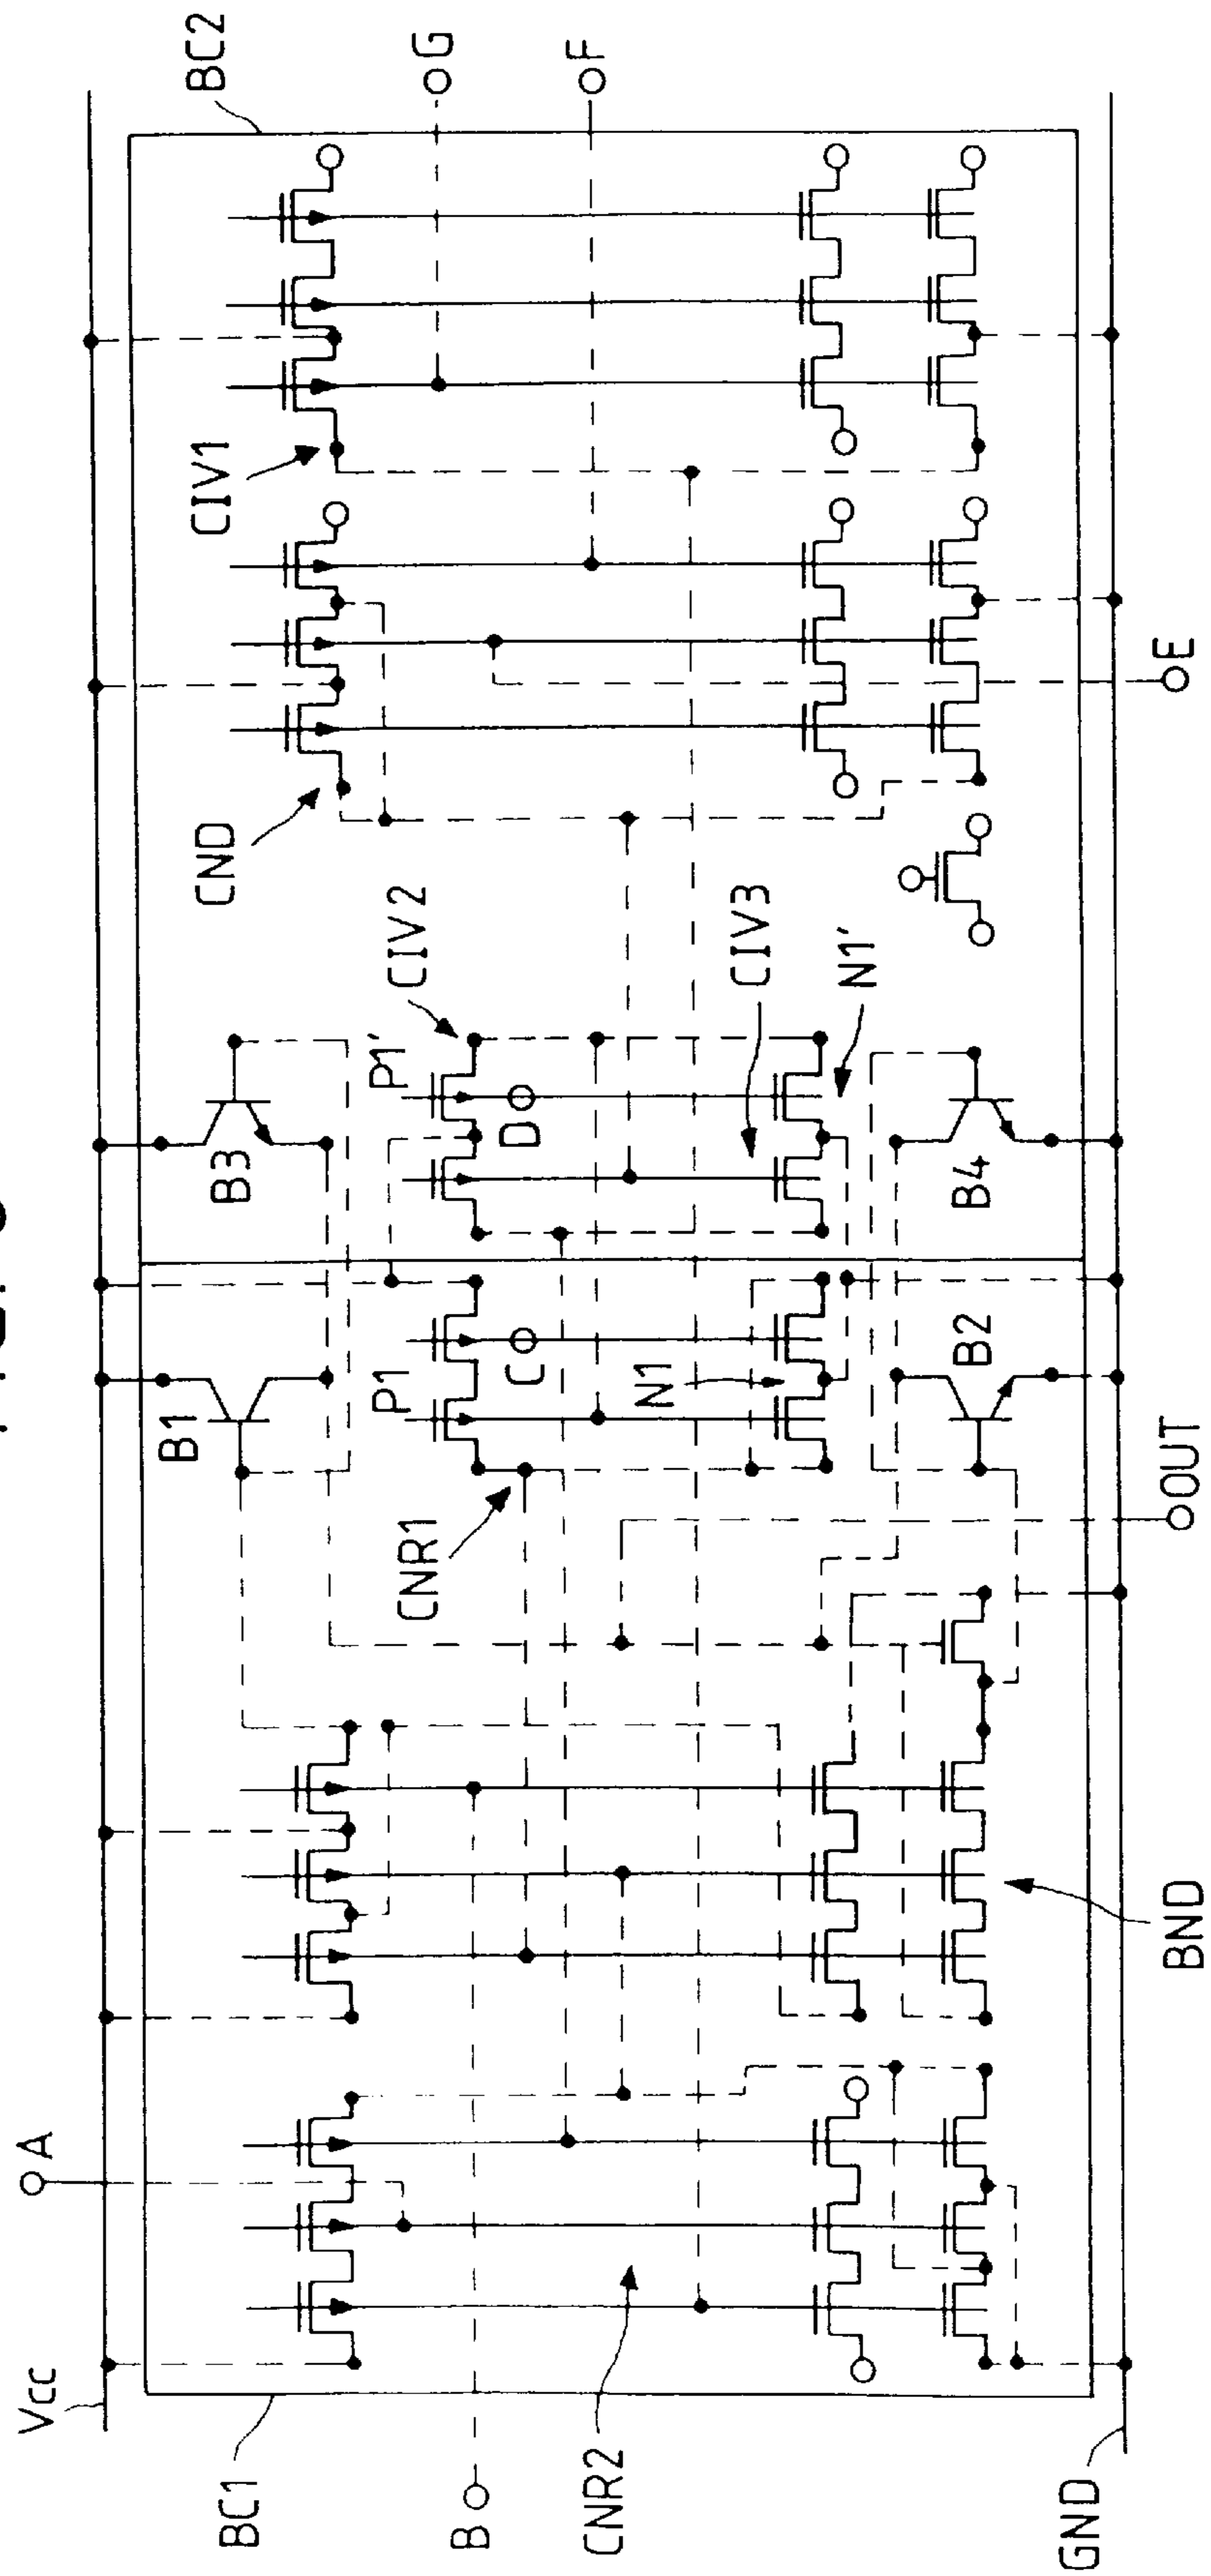 Vcc
A
BC1
B1
B3
CND
CIV1
BC2
P1
P1'
CIV2
CNR1
G
B
C
D
F
CNR2
N1
CIV3
N1'
B2
B4
GND
BND
OUT
E